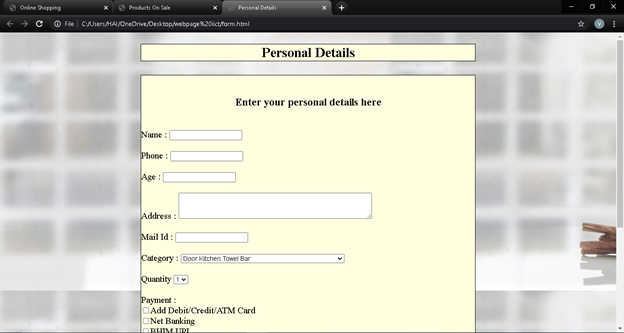 Online Shopping
Products On Sale
Personal Details
File C:/Users/HAI/OneDrive/Desktop/webpage%20ict/form.html
V
Personal Details
Enter your personal details here
Name :
Phone :
Age :
Address :
Mail Id :
Category : Door Kitchen Towel Bar
Quantity 1
Payment :
Add Debit/Credit/ATM Card
Net Banking
BHIM UPI